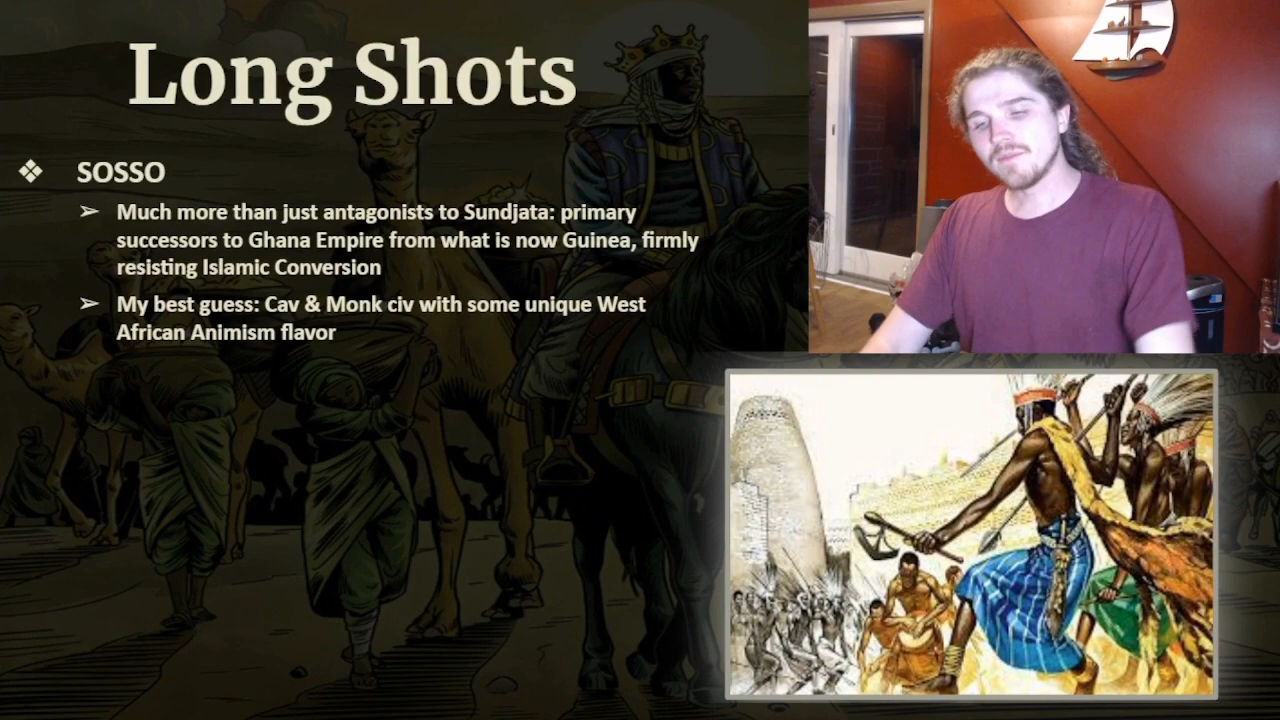 Long Shots
❖ SOSSO
➢ Much more than just antagonists to Sundjata: primary
successors to Ghana Empire from what is now Guinea, firmly
resisting Islamic Conversion
➢ My best guess: Cav & Monk civ with some unique West
African Animism flavor